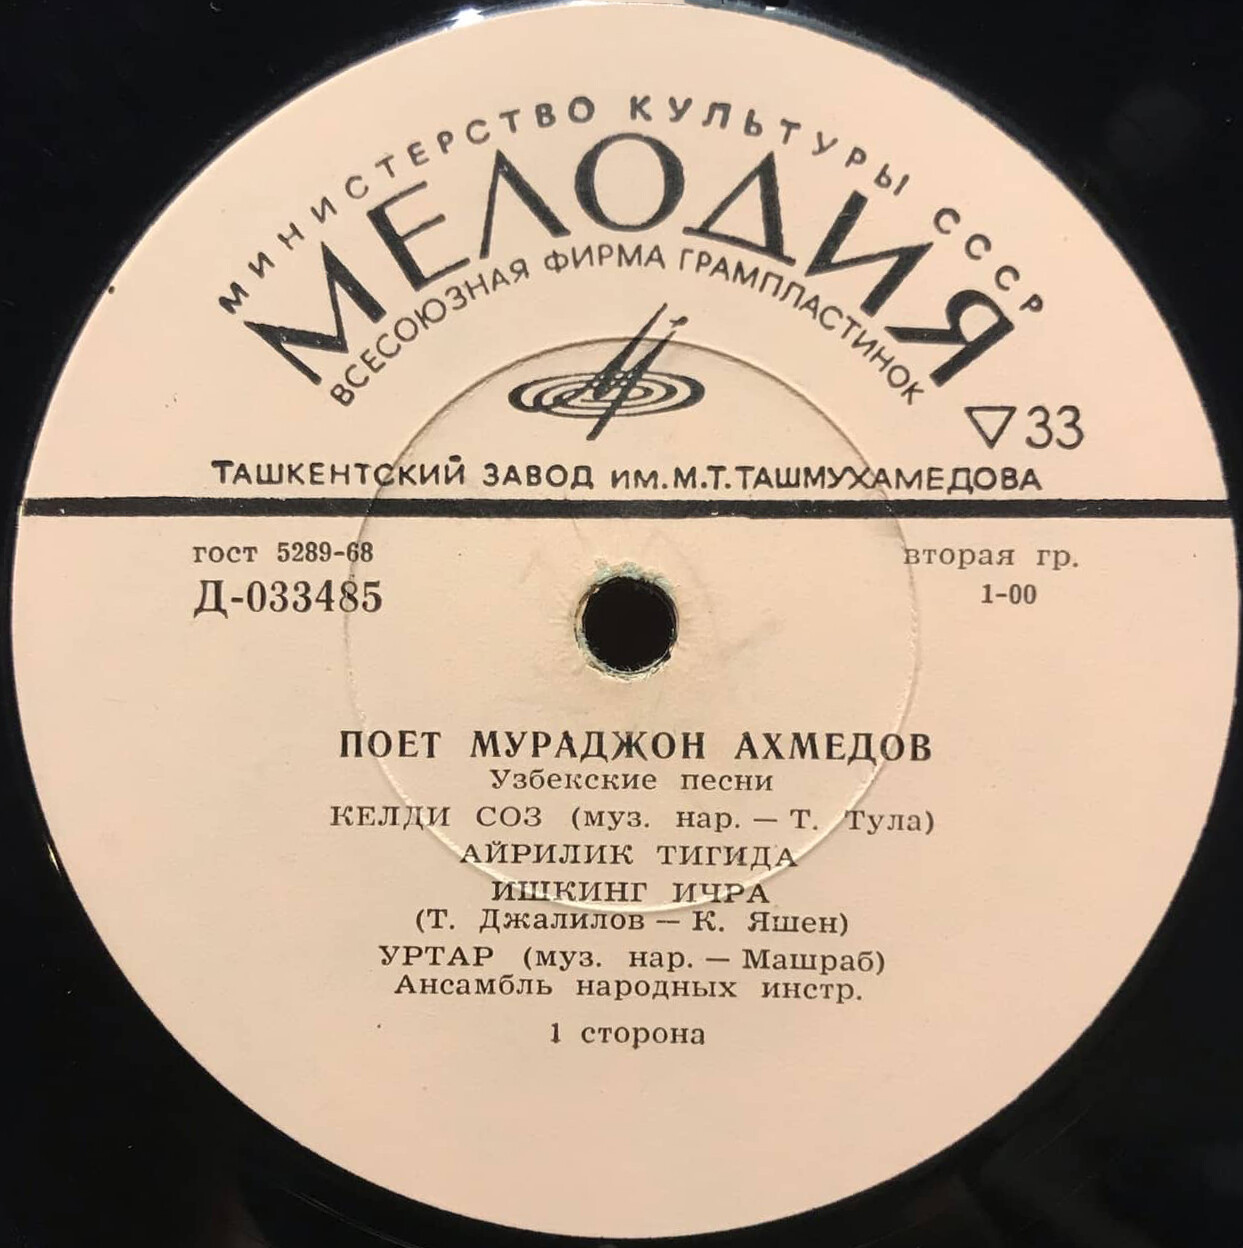 МИНИСТЕРСТВО КУЛЬТУРЫ СССР
МЕЛОДИЯ
ВСЕСОЮЗНАЯ ФИРМА ГРАМПЛАСТИНОК
33
ТАШКЕНТСКИЙ ЗАВОД ИМ.М.Т.ТАШМУХАМЕДОВА
гост 5289-68
вторая гр.
Д-033485
1-00
ПОЕТ МУРАДЖОН АХМЕДОВ
Узбекские песни
КЕЛДИ СОЗ (муз. нар. — Т. Тула)
АЙРИЛИК ТИГИДА
ИШКИНГ ИЧРА
(Т. Джалилов — К. Яшен)
УРТАР (муз. нар. — Машраб)
Ансамбль народных инстр.
1 сторона